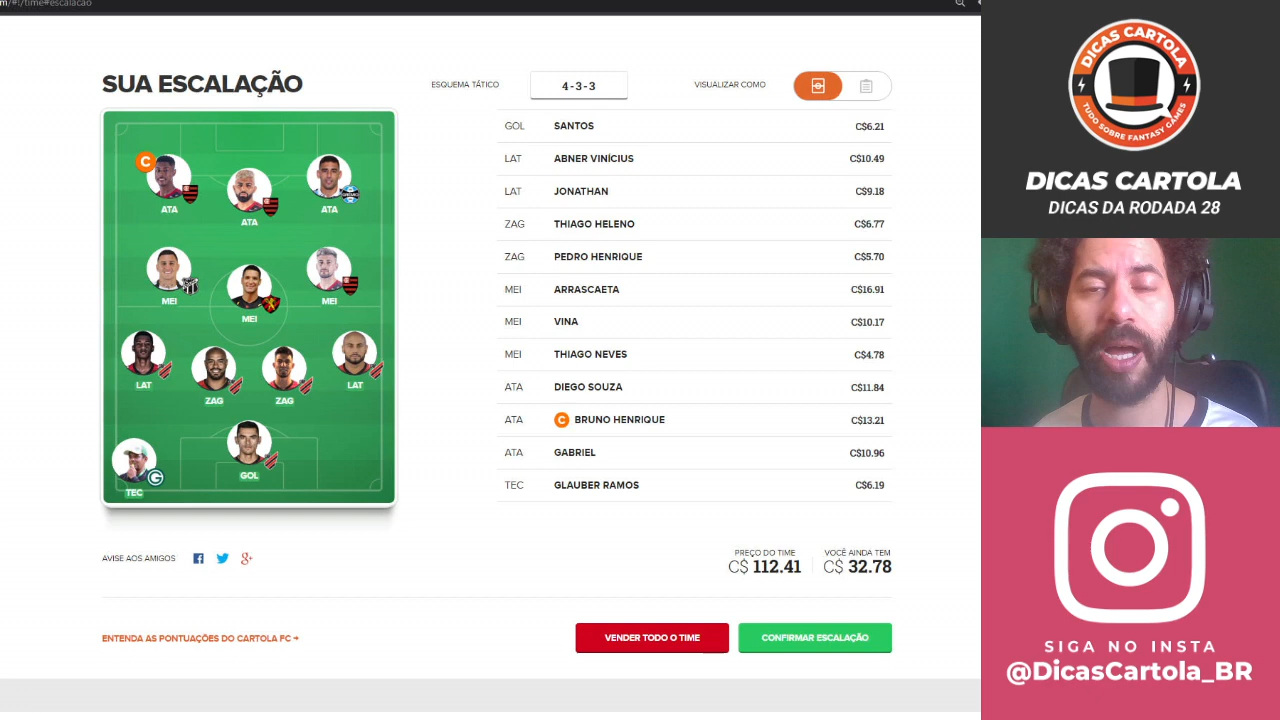 m/#!/time#escalacao
SUA ESCALAÇÃO
ESQUEMA TÁTICO
4-3-3
VISUALIZAR COMO
C
ATA
ATA
ATA
MEI
MEI
MEI
LAT
ZAG
ZAG
LAT
GOL
TEC
GOL SANTOS C$6.21
LAT ABNER VINÍCIUS C$10.49
LAT JONATHAN C$9.18
ZAG THIAGO HELENO C$6.77
ZAG PEDRO HENRIQUE C$5.70
MEI ARRASCAETA C$16.91
MEI VINA C$10.17
MEI THIAGO NEVES C$4.78
ATA DIEGO SOUZA C$11.84
ATA C BRUNO HENRIQUE C$13.21
ATA GABRIEL C$10.96
TEC GLAUBER RAMOS C$6.19
AVISE AOS AMIGOS
PREÇO DO TIME
C$ 112.41
VOCÊ AINDA TEM
C$ 32.78
ENTENDA AS PONTUAÇÕES DO CARTOLA FC
VENDER TODO O TIME
CONFIRMAR ESCALAÇÃO
DICAS CARTOLA
TUDO SOBRE FANTASY GAMES
DICAS CARTOLA
DICAS DA RODADA 28
SIGA NO INSTA
@DicasCartola_BR